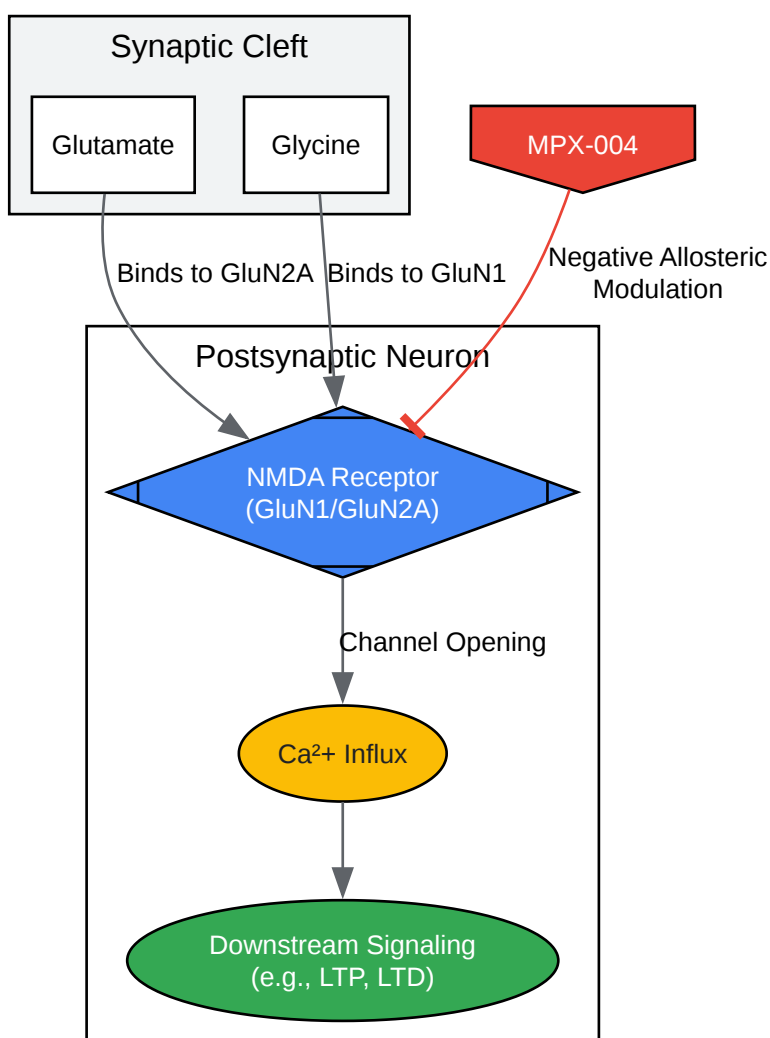 Synaptic Cleft
Glutamate
Glycine
MPX-004
Binds to GluN2A
Binds to GluN1
Negative Allosteric
Modulation
Postsynaptic Neuron
NMDA Receptor
(GluN1/GluN2A)
Channel Opening
Ca²+ Influx
Downstream Signaling
(e.g., LTP, LTD)